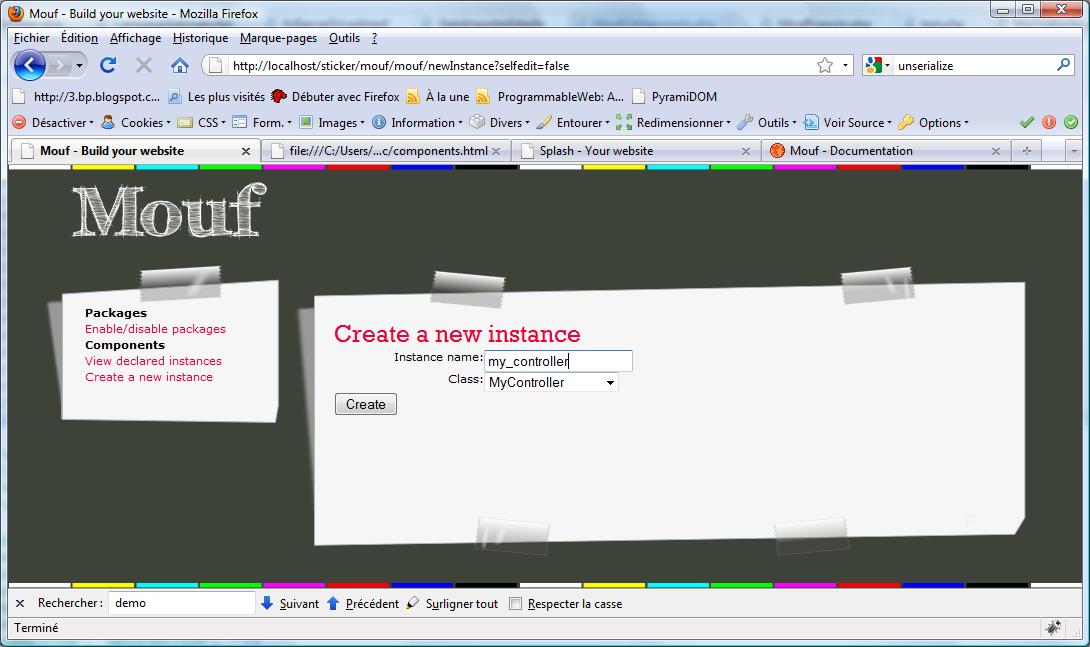 Mouf - Build your website - Mozilla Firefox
Fichier Édition Affichage Historique Marque-pages Outils ?
http://localhost/sticker/mouf/mouf/newInstance?selfedit=false unserialize
http://3.bp.blogspot.c... Les plus visités Débuter avec Firefox À la une ProgrammableWeb: A... PyramiDOM
Désactiver Cookies CSS Form. Images Information Divers Entourer Redimensionner Outils Voir Source Options
Mouf - Build your website file:///C:/Users/...c/components.html Splash - Your website Mouf - Documentation
Mouf
Packages
Enable/disable packages
Components
View declared instances
Create a new instance
Create a new instance
Instance name: my_controller
Class: MyController
Create
Rechercher : demo Suivant Précédent Surligner tout Respecter la casse
Terminé